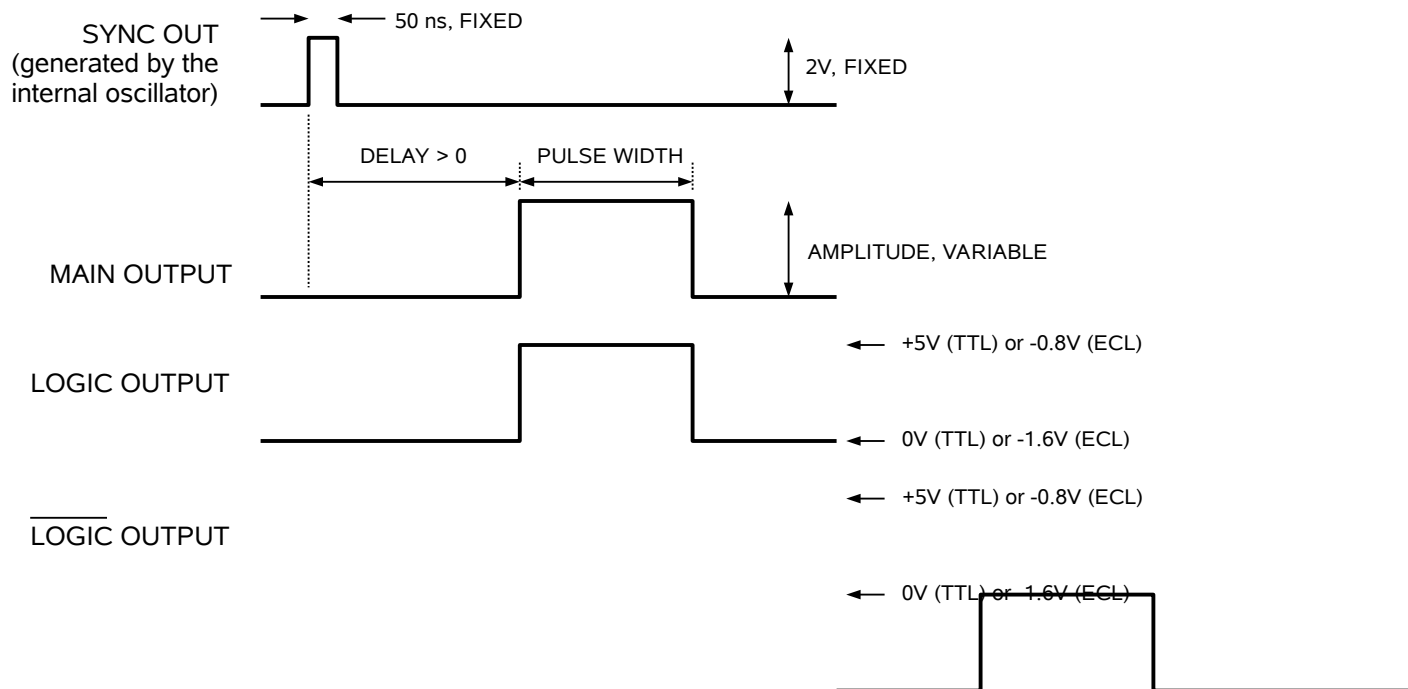 50 ns, FIXED
SYNC OUT
(generated by the
internal oscillator)
2V, FIXED
DELAY > 0
PULSE WIDTH
AMPLITUDE, VARIABLE
MAIN OUTPUT
+5V (TTL) or -0.8V (ECL)
LOGIC OUTPUT
0V (TTL) or -1.6V (ECL)
+5V (TTL) or -0.8V (ECL)
LOGIC OUTPUT
0V (TTL) or -1.6V (ECL)